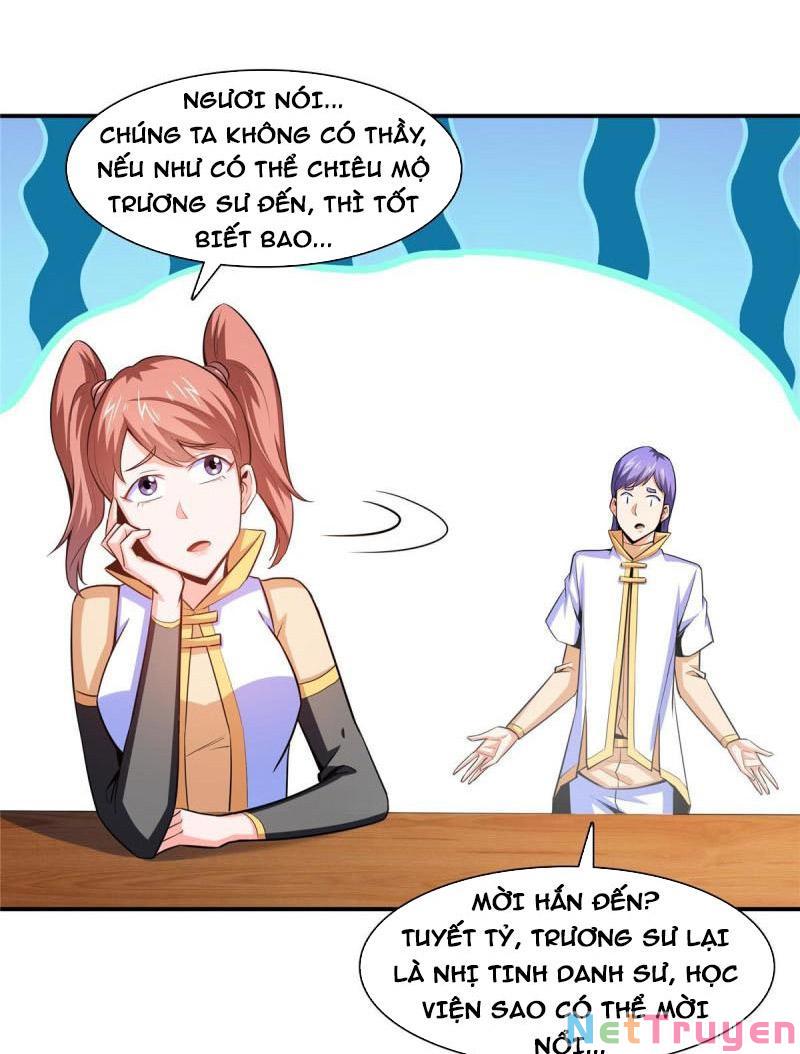 NGƯƠI NÓI...
CHÚNG TA KHÔNG CÓ THẦY,
NẾU NHƯ CÓ THỂ CHIÊU MỘ
TRƯƠNG SƯ ĐẾN, THÌ TỐT
BIẾT BAO...
MỜI HẮN ĐẾN?
TUYẾT TỶ, TRƯƠNG SƯ LẠI
LÀ NHỊ TINH DANH SƯ, HỌC
VIỆN SAO CÓ THỂ MỜI
NỔI...
NetTruyen